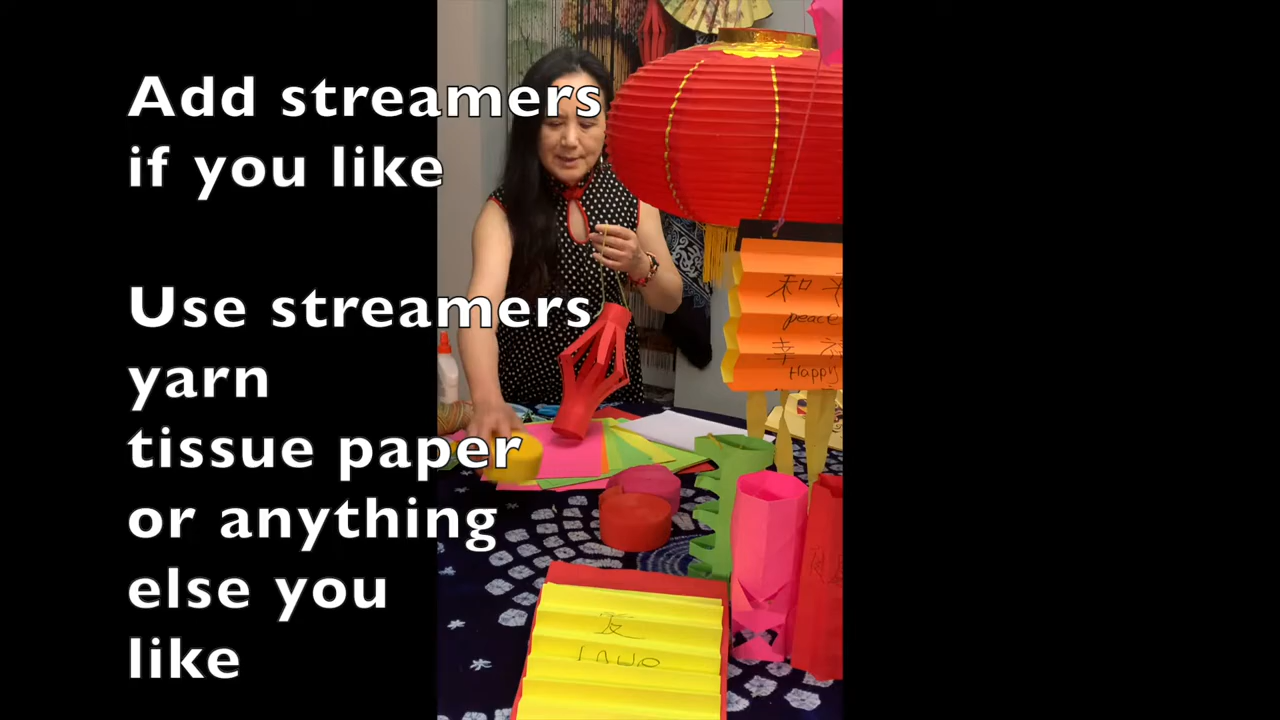 Add streamers
if you like
Use streamers
yarn
tissue paper
or anything
else you
like
和
peace
幸
Happy